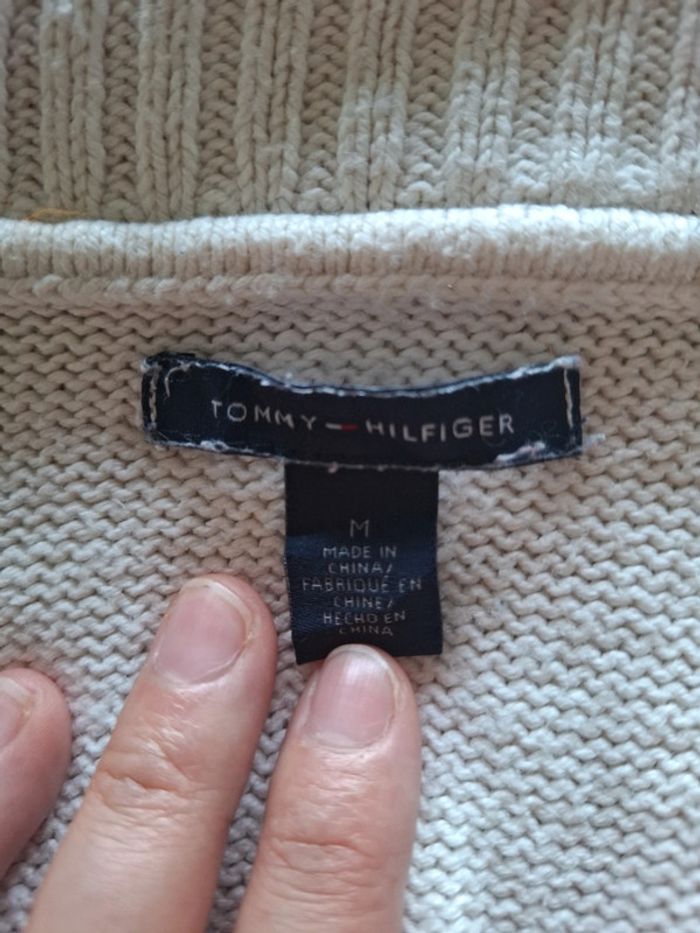 TOMMY HILFIGER
M
MADE IN
CHINA/
FABRIQUÉ EN
CHINE/
HECHO EN
CHINA